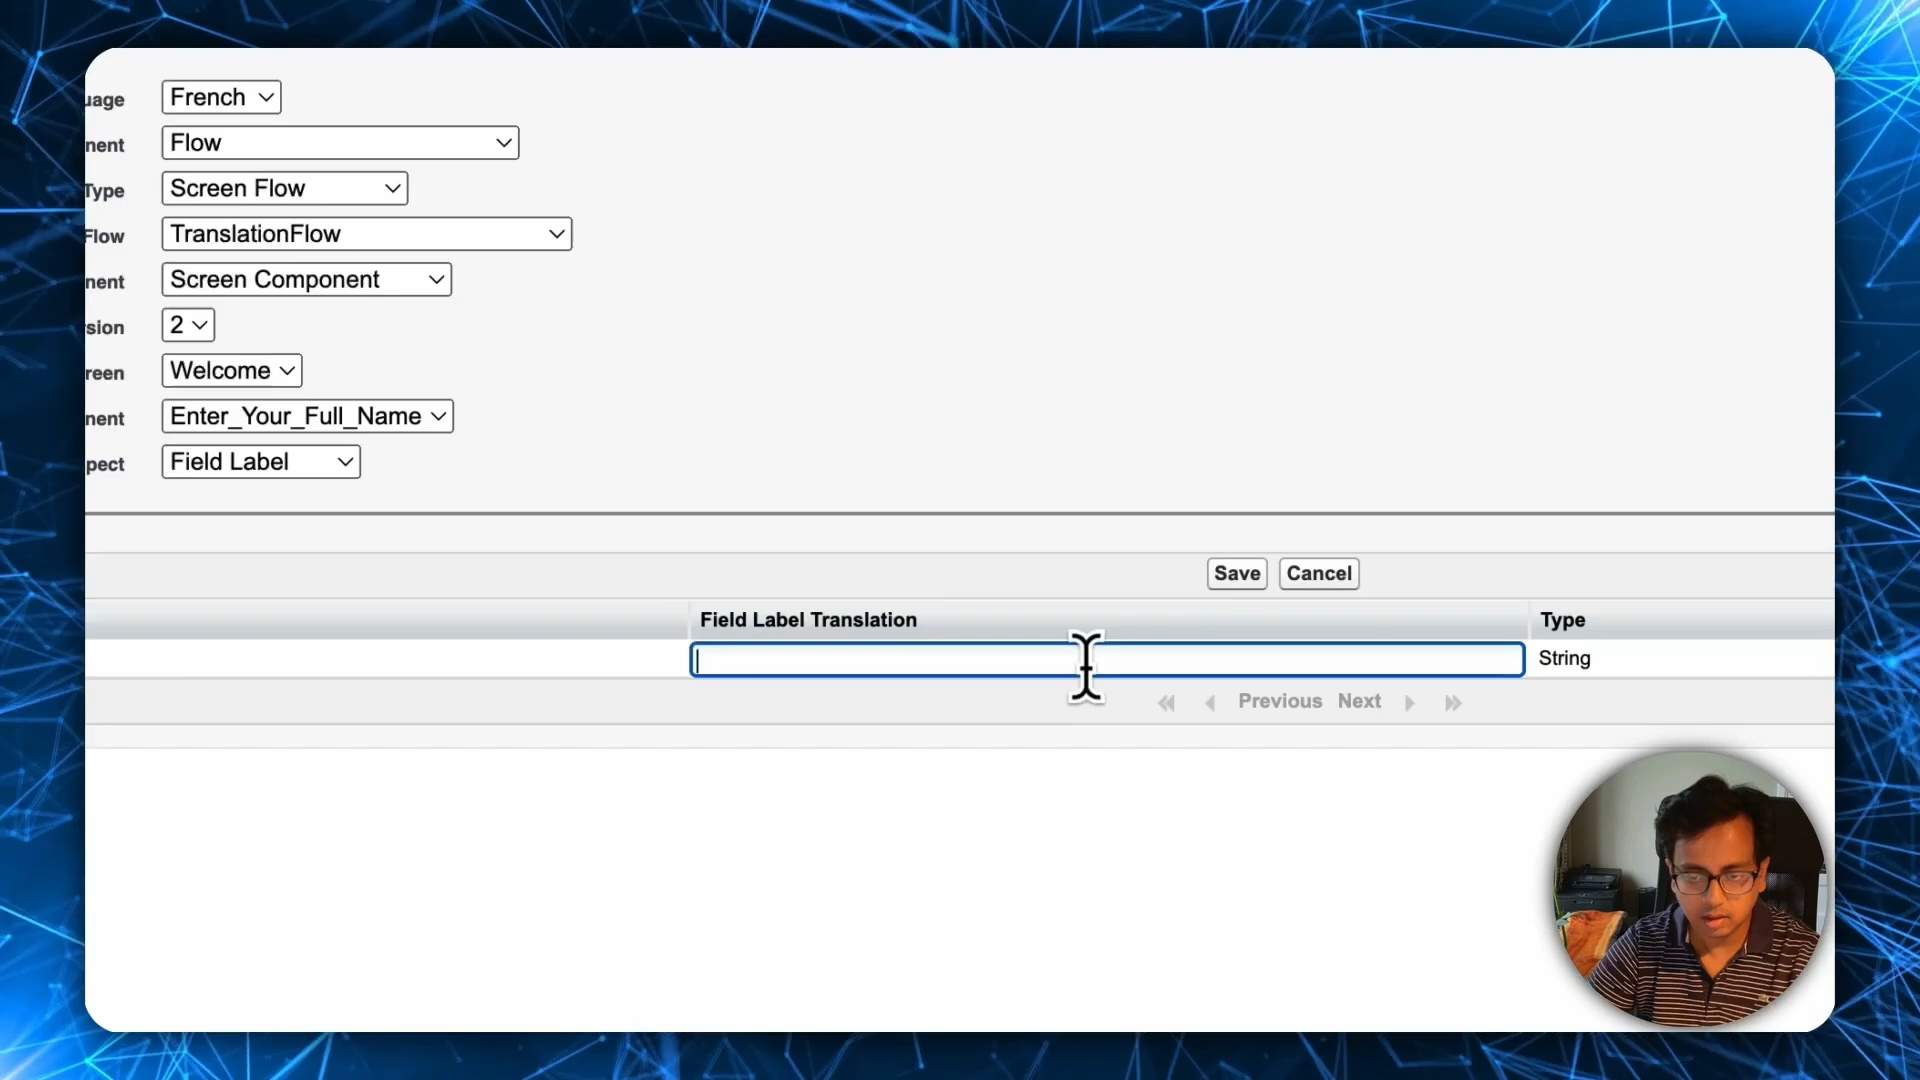 uage French
nent Flow
Type Screen Flow
Flow TranslationFlow
nent Screen Component
sion 2
reen Welcome
nent Enter_Your_Full_Name
pect Field Label
Save Cancel
Field Label Translation Type
String
Previous Next